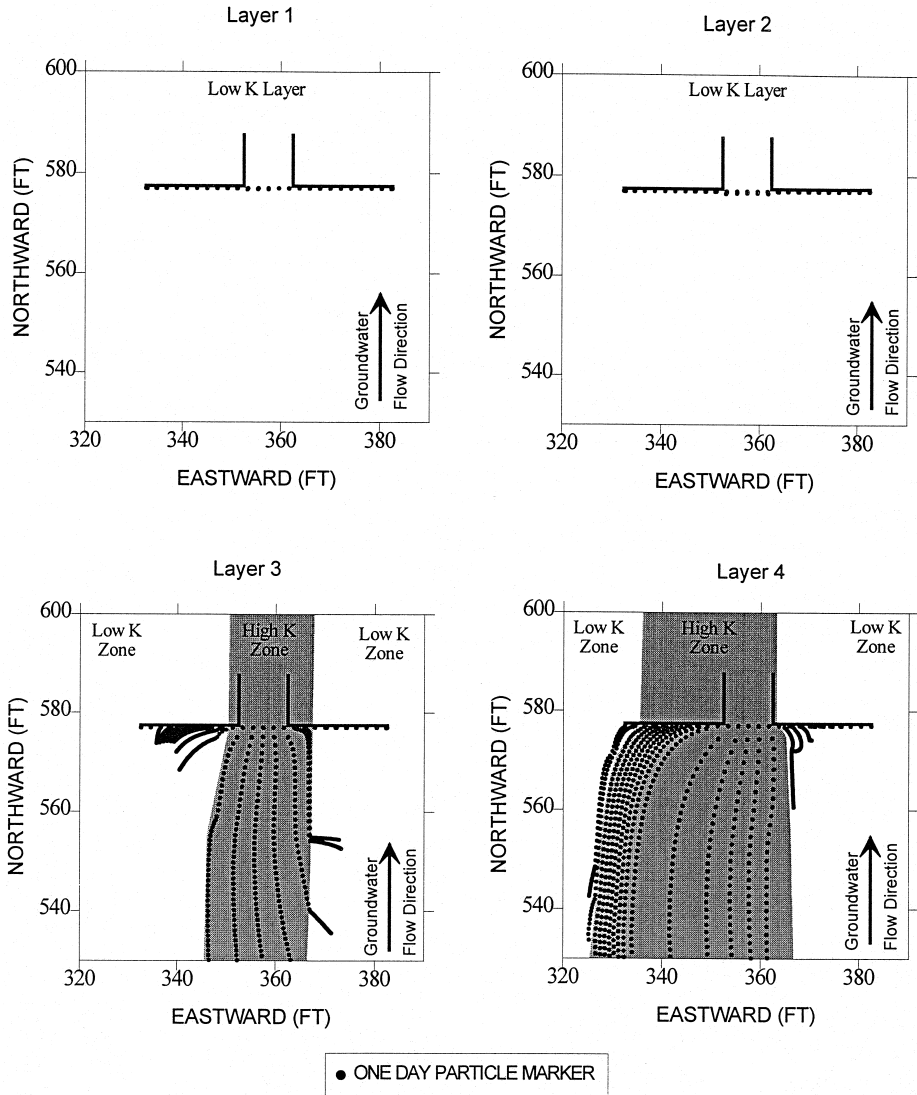 Layer 1
600
Low K Layer
580
560
540
NORTHWARD (FT)
Groundwater
Flow Direction
320
340
360
380
EASTWARD (FT)
Layer 2
600
Low K Layer
580
560
540
NORTHWARD (FT)
Groundwater
Flow Direction
320
340
360
380
EASTWARD (FT)
Layer 3
600
Low K
Zone
High K
Zone
Low K
Zone
580
560
540
NORTHWARD (FT)
Groundwater
Flow Direction
320
340
360
380
EASTWARD (FT)
Layer 4
600
Low K
Zone
High K
Zone
Low K
Zone
580
560
540
NORTHWARD (FT)
Groundwater
Flow Direction
320
340
360
380
EASTWARD (FT)
ONE DAY PARTICLE MARKER